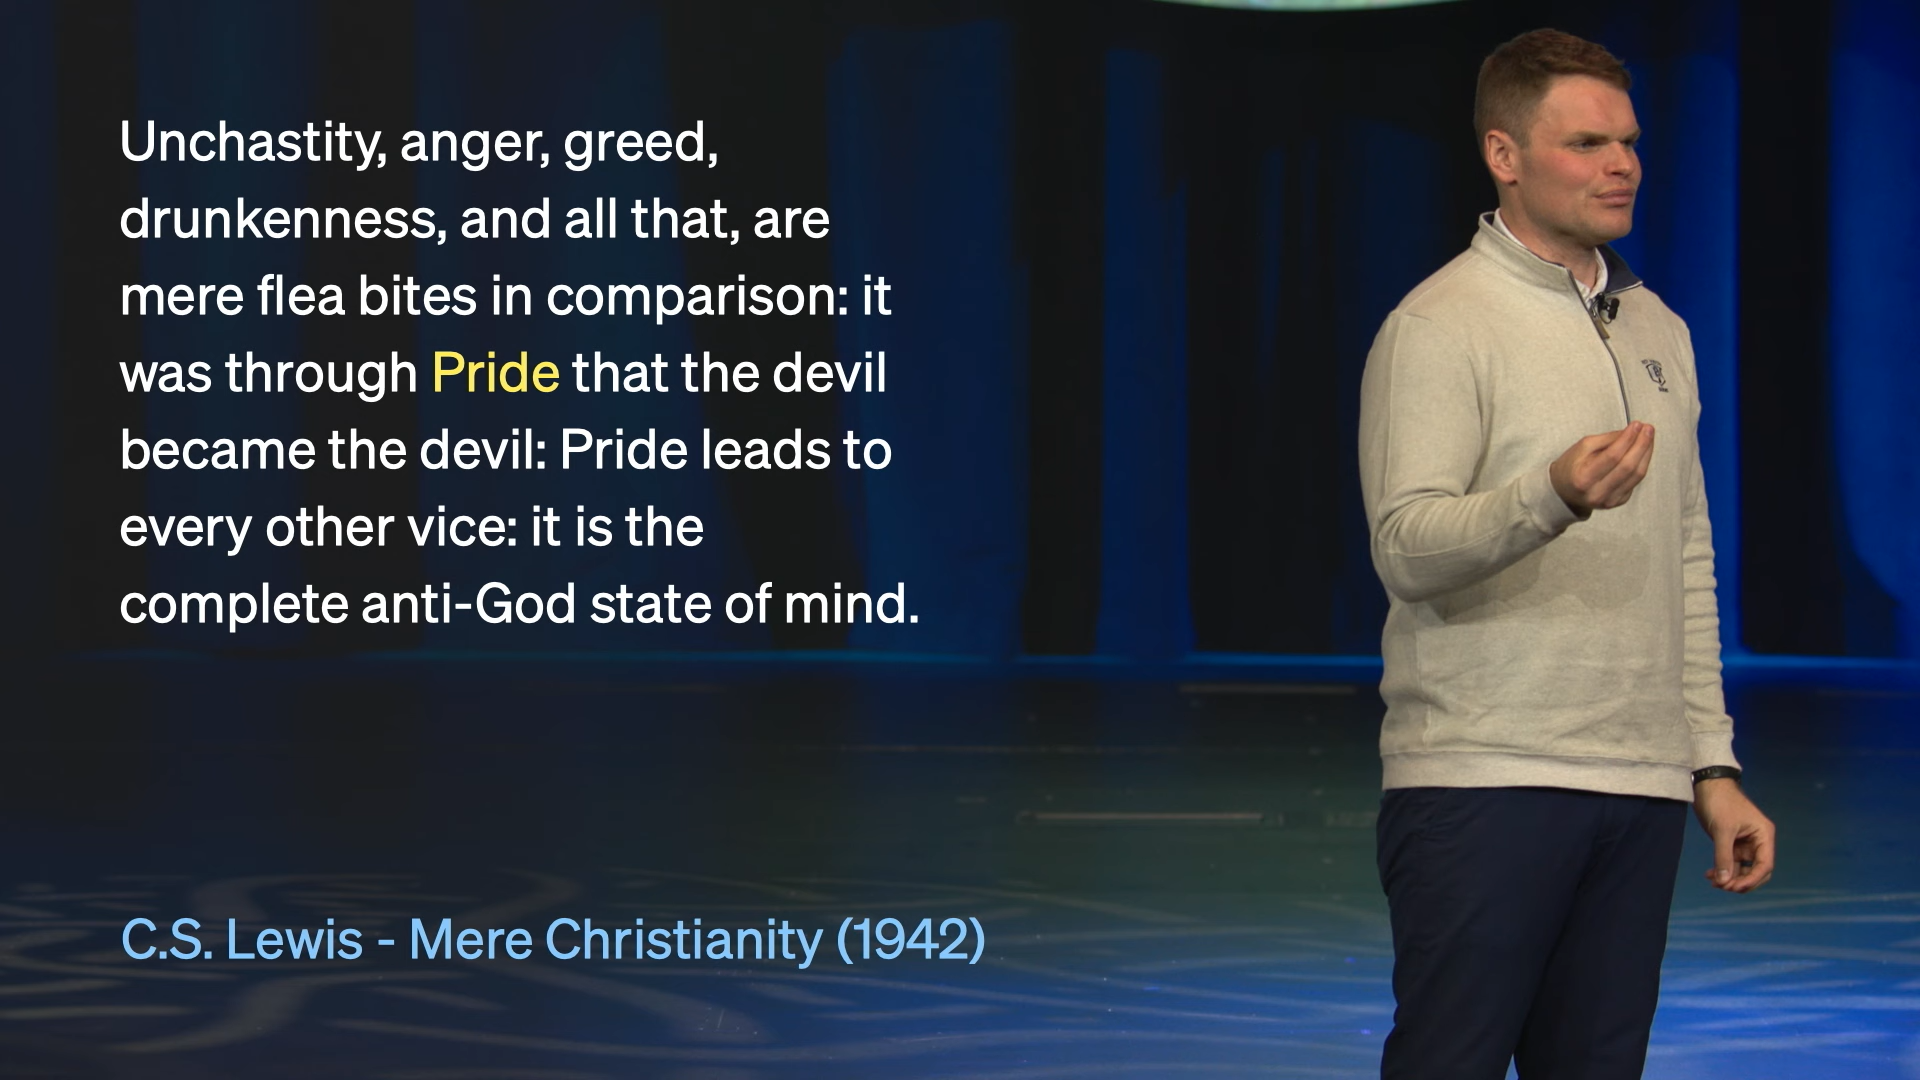 Unchastity, anger, greed,
drunkenness, and all that, are
mere flea bites in comparison: it
was through Pride that the devil
became the devil: Pride leads to
every other vice: it is the
complete anti-God state of mind.
C.S. Lewis - Mere Christianity (1942)